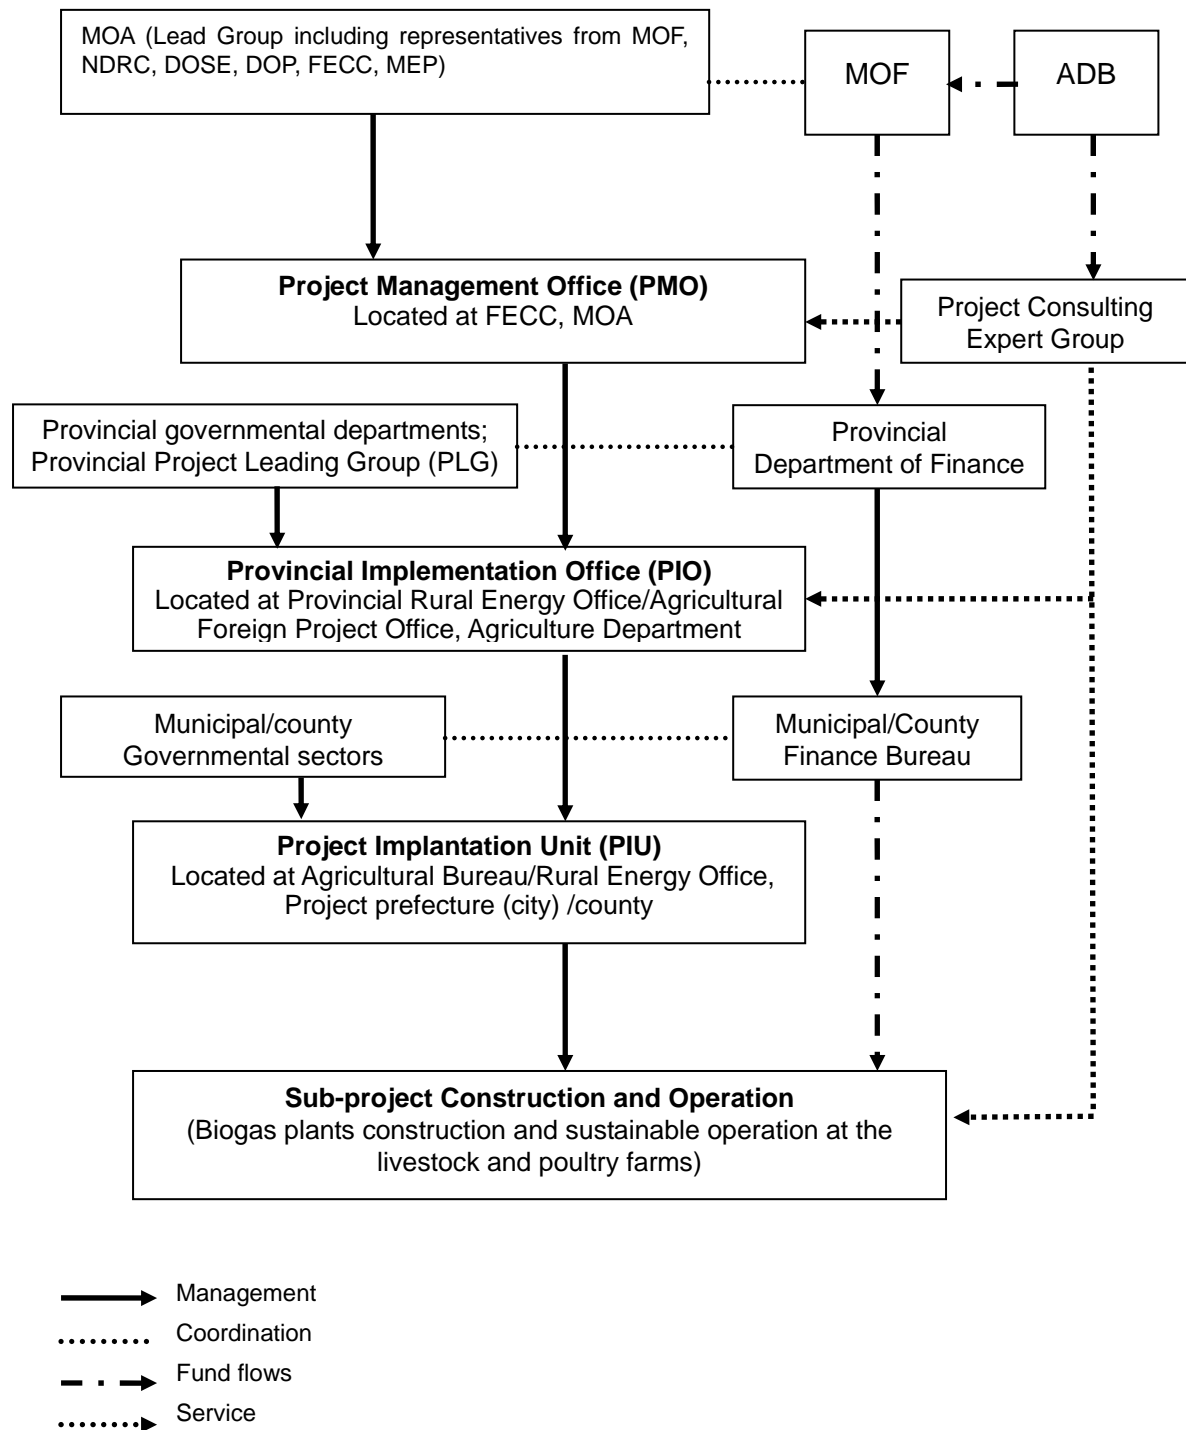 MOA (Lead Group including representatives from MOF,
NDRC, DOSE, DOP, FECC, MEP)
MOF
ADB
Project Management Office (PMO)
Located at FECC, MOA
Project Consulting
Expert Group
Provincial governmental departments;
Provincial Project Leading Group (PLG)
Provincial
Department of Finance
Provincial Implementation Office (PIO)
Located at Provincial Rural Energy Office/Agricultural
Foreign Project Office, Agriculture Department
Municipal/county
Governmental sectors
Municipal/County
Finance Bureau
Project Implantation Unit (PIU)
Located at Agricultural Bureau/Rural Energy Office,
Project prefecture (city) /county
Sub-project Construction and Operation
(Biogas plants construction and sustainable operation at the
livestock and poultry farms)
Management
Coordination
Fund flows
Service